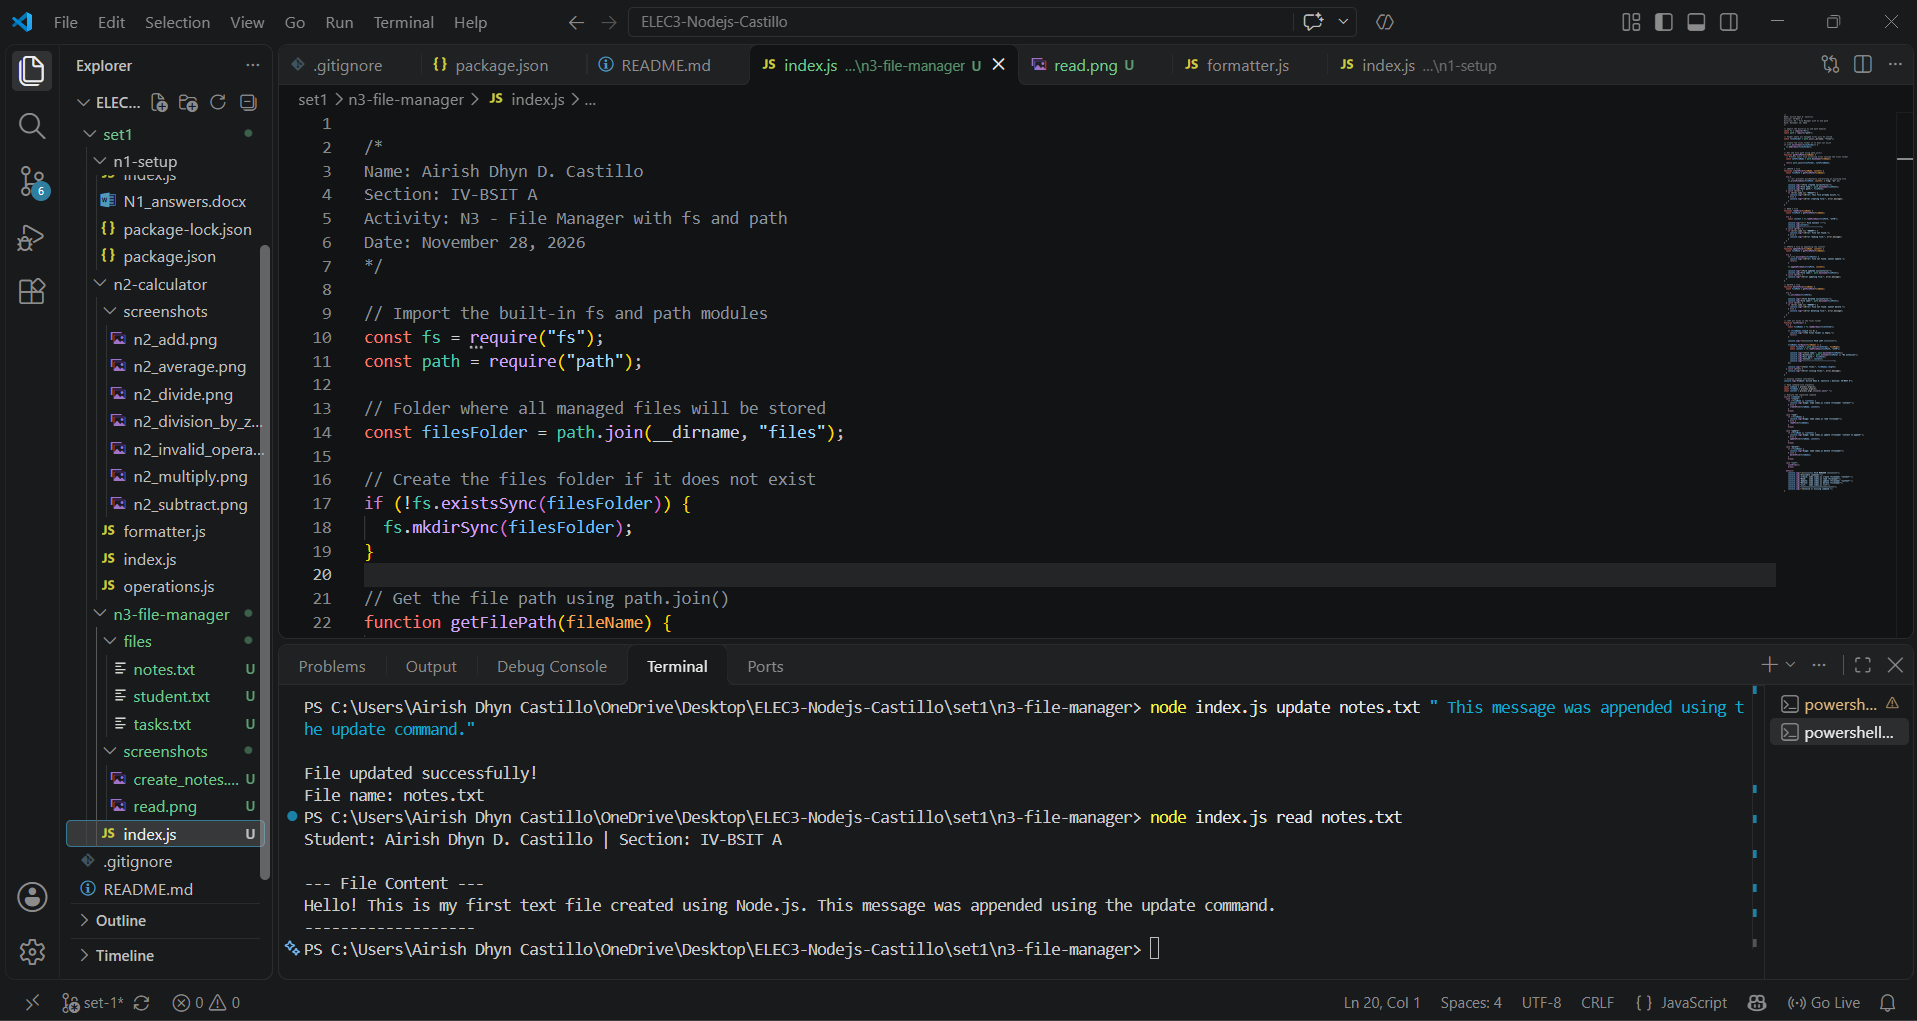 File Edit Selection View Go Run Terminal Help
ELEC3-Nodejs-Castillo
Explorer
ELEC...
set1
n1-setup
index.js
N1_answers.docx
package-lock.json
package.json
n2-calculator
screenshots
n2_add.png
n2_average.png
n2_divide.png
n2_division_by_z...
n2_invalid_opera...
n2_multiply.png
n2_subtract.png
formatter.js
index.js
operations.js
n3-file-manager
files
notes.txt U
student.txt U
tasks.txt U
screenshots
create_notes.... U
read.png U
index.js U
.gitignore
README.md
Outline
Timeline
.gitignore package.json README.md index.js ...\n3-file-manager U read.png U formatter.js index.js ...\n1-setup
set1 > n3-file-manager > JS index.js > ...
1
2 /*
3 Name: Airish Dhyn D. Castillo
4 Section: IV-BSIT A
5 Activity: N3 - File Manager with fs and path
6 Date: November 28, 2026
7 */
8
9 // Import the built-in fs and path modules
10 const fs = require("fs");
11 const path = require("path");
12
13 // Folder where all managed files will be stored
14 const filesFolder = path.join(__dirname, "files");
15
16 // Create the files folder if it does not exist
17 if (!fs.existsSync(filesFolder)) {
18 fs.mkdirSync(filesFolder);
19 }
20
21 // Get the file path using path.join()
22 function getFilePath(fileName) {
Problems Output Debug Console Terminal Ports
PS C:\Users\Airish Dhyn Castillo\OneDrive\Desktop\ELEC3-Nodejs-Castillo\set1\n3-file-manager> node index.js update notes.txt " This message was appended using t
he update command."
File updated successfully!
File name: notes.txt
PS C:\Users\Airish Dhyn Castillo\OneDrive\Desktop\ELEC3-Nodejs-Castillo\set1\n3-file-manager> node index.js read notes.txt
Student: Airish Dhyn D. Castillo | Section: IV-BSIT A
--- File Content ---
Hello! This is my first text file created using Node.js. This message was appended using the update command.
-------------------
PS C:\Users\Airish Dhyn Castillo\OneDrive\Desktop\ELEC3-Nodejs-Castillo\set1\n3-file-manager>
powersh...
powershell...
6
set-1* 0 0
Ln 20, Col 1 Spaces: 4 UTF-8 CRLF { } JavaScript Go Live